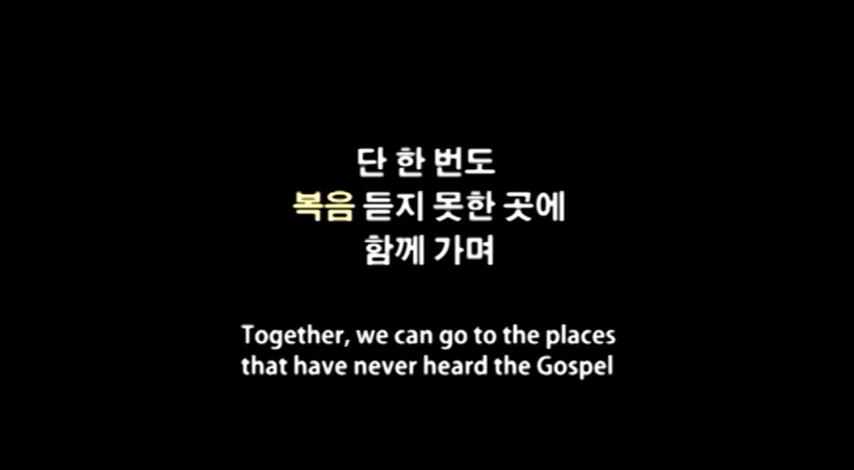 단 한 번도
복음 듣지 못한 곳에
함께 가며
Together, we can go to the places
that have never heard the Gospel